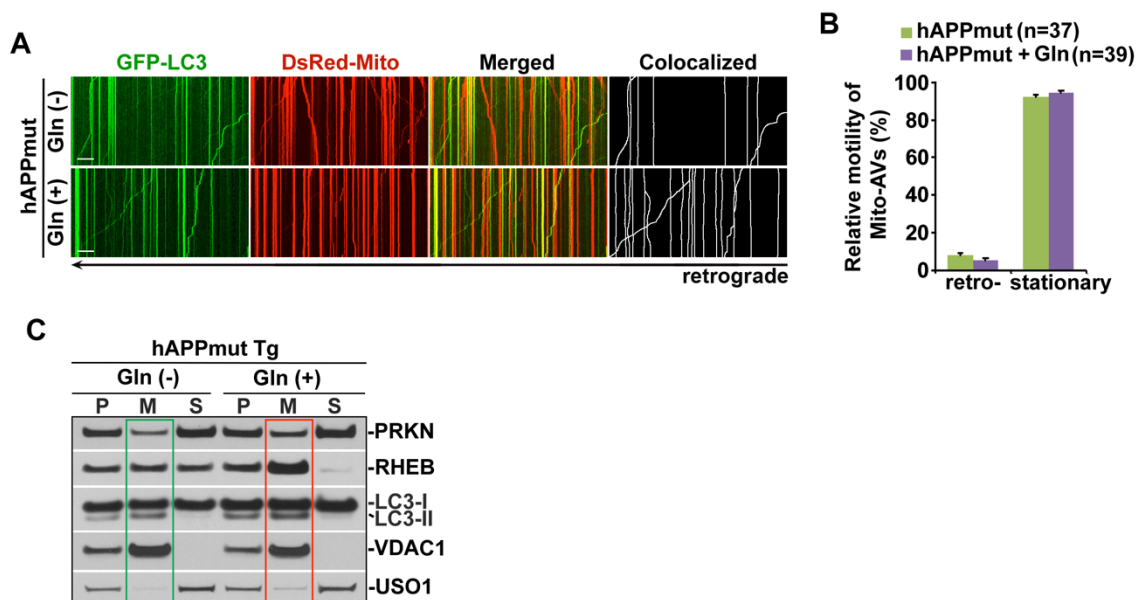 A
GFP-LC3 DsRed-Mito Merged Colocalized
hAPPmut
Gln (-)
Gln (+)
retrograde
B
hAPPmut (n=37)
hAPPmut + Gln (n=39)
Relative motility of
Mito-AVs (%)
100
80
60
40
20
0
retro- stationary
C
hAPPmut Tg
Gln (-) Gln (+)
P M S P M S
-PRKN
-RHEB
-LC3-I
-LC3-II
-VDAC1
-USO1